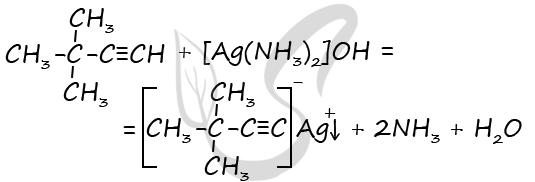 CH₃
CH₃-C-C≡CH + [Ag(NH₃)₂]OH =
CH₃
CH₃
= [CH₃-C-C≡C]⁻Ag⁺↓ + 2NH₃ + H₂O
CH₃